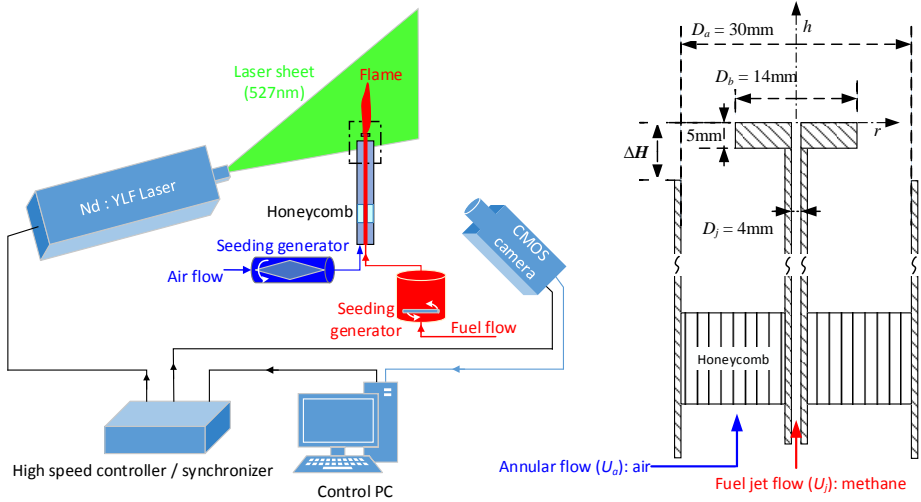 Laser sheet
(527nm)
Flame
Nd : YLF Laser
Honeycomb
Seeding generator
Air flow
CMOS
camera
Seeding
generator
Fuel flow
High speed controller / synchronizer
Control PC
h
Dₐ = 30mm
D_b = 14mm
r
5mm
ΔH
D_j = 4mm
Honeycomb
Annular flow (Uₐ): air
Fuel jet flow (U_j): methane